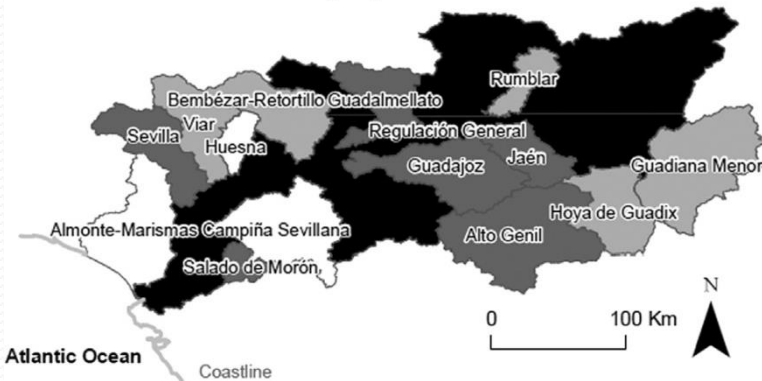 Rumblar
Bembézar-Retortillo Guadalmellato
Viar
Sevilla
Huesna
Regulación General
Jaén
Guadajoz
Guadiana Menor
Hoya de Guadix
Almonte-Marismas Campiña Sevillana
Alto Genil
Salado de Morón
N
0 100 Km
Atlantic Ocean
Coastline